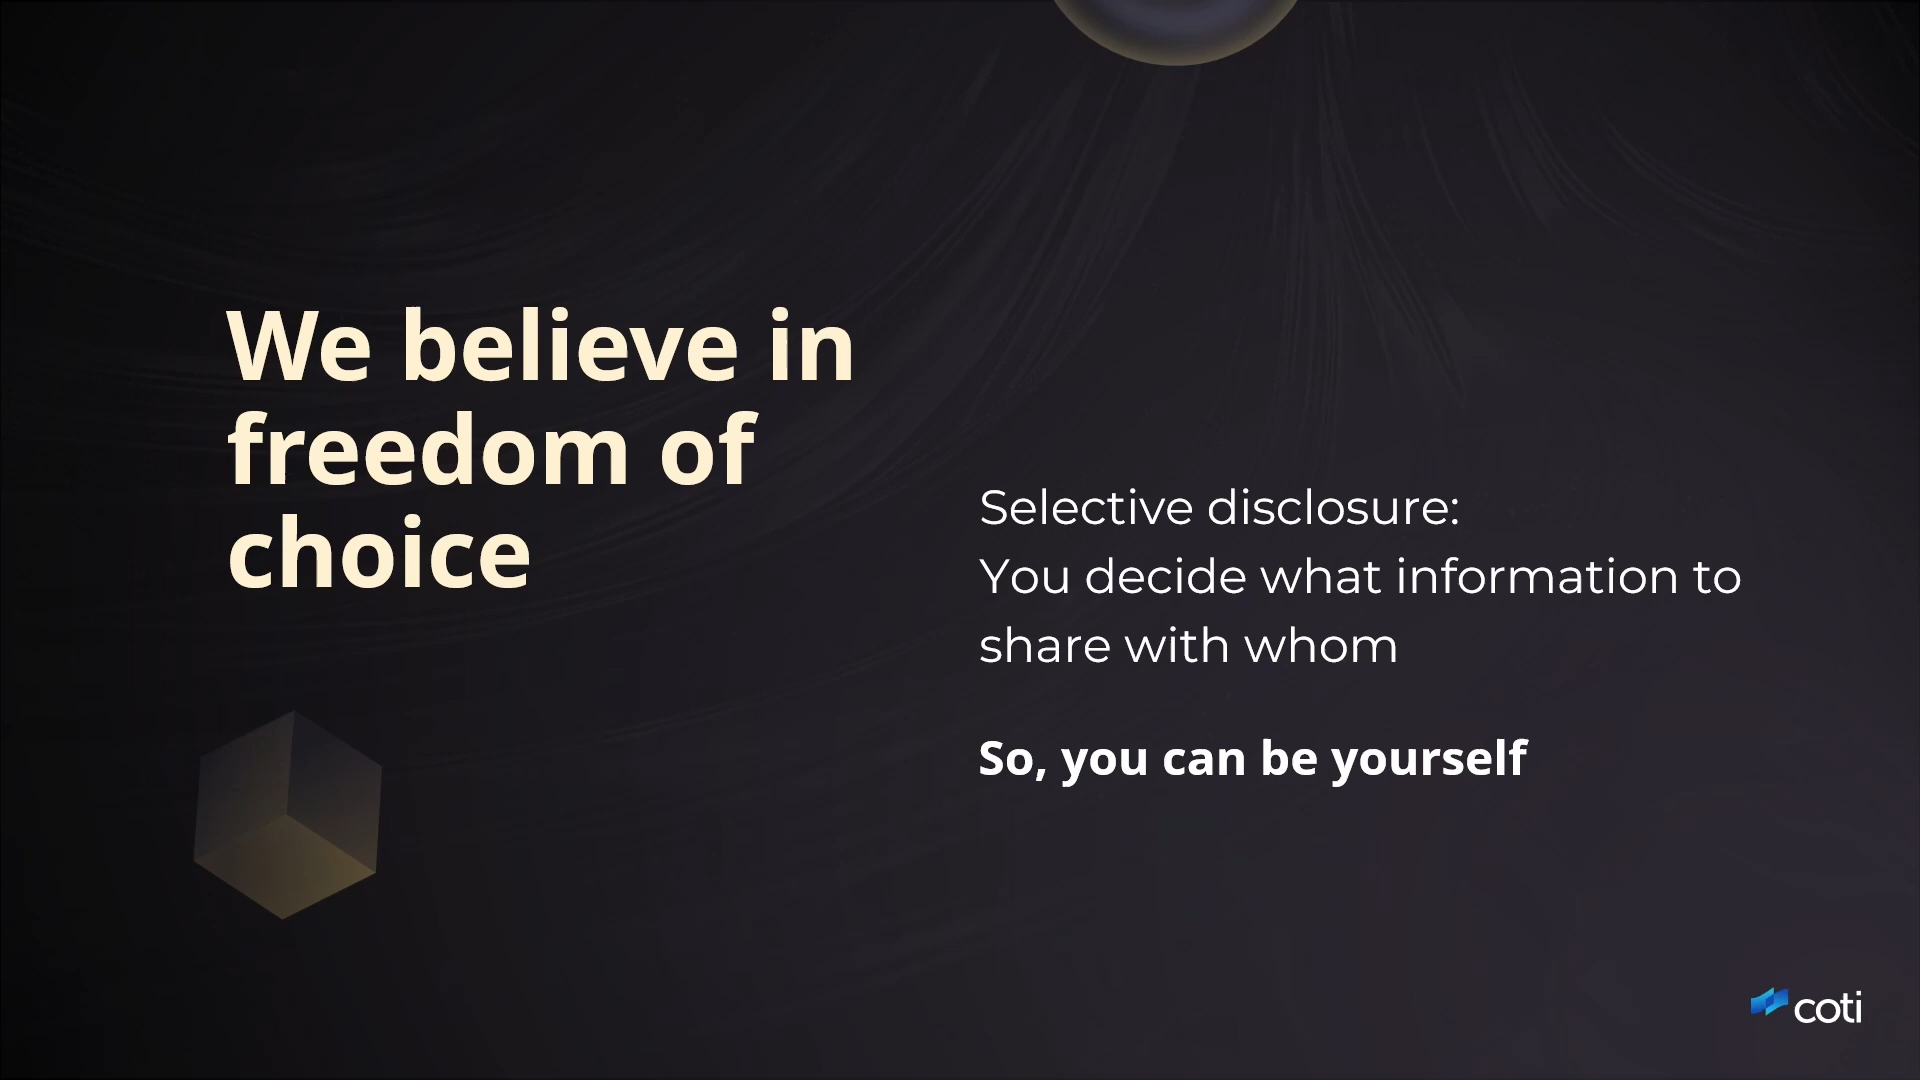 We believe in
freedom of
choice
Selective disclosure:
You decide what information to
share with whom
So, you can be yourself
coti